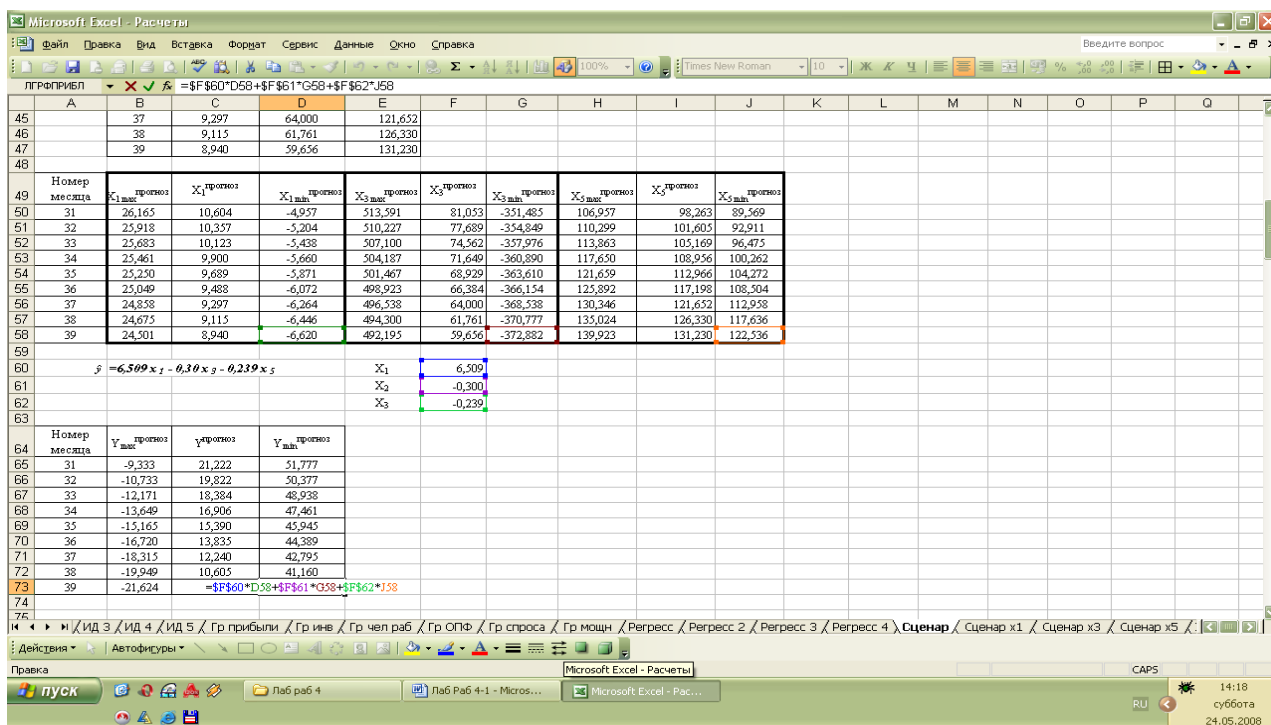 Microsoft Excel - Расчеты
Файл Правка Вид Вставка Формат Сервис Данные Окно Справка Введите вопрос
100% Times New Roman 10 Ж К Ч
ЛГРФПРИБЛ =$F$60*D58+$F$61*G58+$F$62*J58
A B C D E F G H I J K L M N O P Q
45 37 9,297 64,000 121,652
46 38 9,115 61,761 126,330
47 39 8,940 59,656 131,230
48
49 Номер месяца X1 max прогноз X1 прогноз X1 min прогноз X3 max прогноз X3 прогноз X3 min прогноз X5 max прогноз X5 прогноз X5 min прогноз
50 31 26,165 10,604 -4,957 513,591 81,053 -351,485 106,957 98,263 89,569
51 32 25,918 10,357 -5,204 510,227 77,689 -354,849 110,299 101,605 92,911
52 33 25,683 10,123 -5,438 507,100 74,562 -357,976 113,863 105,169 96,475
53 34 25,461 9,900 -5,660 504,187 71,649 -360,890 117,650 108,956 100,262
54 35 25,250 9,689 -5,871 501,467 68,929 -363,610 121,659 112,966 104,272
55 36 25,049 9,488 -6,072 498,923 66,384 -366,154 125,892 117,198 108,504
56 37 24,858 9,297 -6,264 496,538 64,000 -368,538 130,346 121,652 112,958
57 38 24,675 9,115 -6,446 494,300 61,761 -370,777 135,024 126,330 117,636
58 39 24,501 8,940 -6,620 492,195 59,656 -372,882 139,923 131,230 122,536
59
60 ŷ =6,509 x 1 - 0,30 x 3 - 0,239 x 5 X1 6,509
61 X2 -0,300
62 X3 -0,239
63
64 Номер месяца Y max прогноз Y прогноз Y min прогноз
65 31 -9,333 21,222 51,777
66 32 -10,733 19,822 50,377
67 33 -12,171 18,384 48,938
68 34 -13,649 16,906 47,461
69 35 -15,165 15,390 45,945
70 36 -16,720 13,835 44,389
71 37 -18,315 12,240 42,795
72 38 -19,949 10,605 41,160
73 39 -21,624 =$F$60*D58+$F$61*G58+$F$62*J58
74
75
ИД 3 / ИД 4 / ИД 5 / Гр прибыли / Гр инв / Гр чел раб / Гр ОПФ / Гр спроса / Гр мощн / Регресс / Регресс 2 / Регресс 3 / Регресс 4 \ Сценар / Сценар x1 / Сценар x3 / Сценар x5 /
Действия Автофигуры
Правка Microsoft Excel - Расчеты CAPS
пуск Лаб раб 4 Лаб Раб 4-1 - Micros... Microsoft Excel - Рас... RU 14:18
суббота
24.05.2008